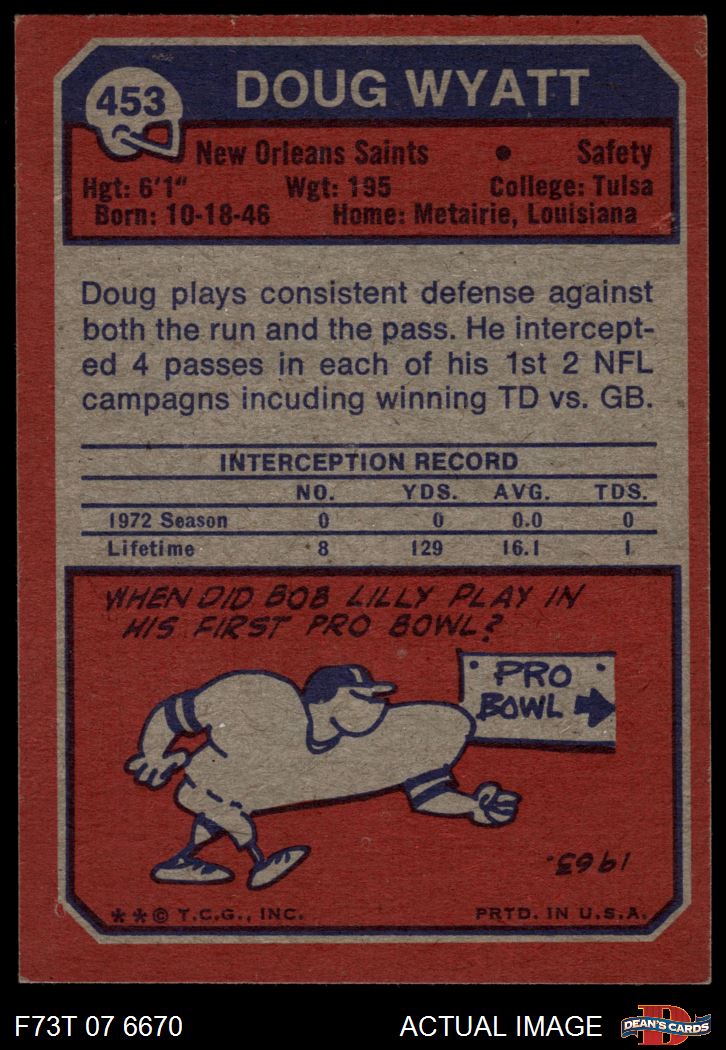 453
DOUG WYATT
New Orleans Saints • Safety
Hgt: 6'1" Wgt: 195 College: Tulsa
Born: 10-18-46 Home: Metairie, Louisiana
Doug plays consistent defense against
both the run and the pass. He intercept-
ed 4 passes in each of his 1st 2 NFL
campaigns incuding winning TD vs. GB.
INTERCEPTION RECORD
NO. YDS. AVG. TDS.
1972 Season 0 0 0.0 0
Lifetime 8 129 16.1 1
WHEN DID BOB LILLY PLAY IN
HIS FIRST PRO BOWL?
PRO
BOWL
1963.
**© T.C.G., INC. PRTD. IN U.S.A.
F73T 07 6670 ACTUAL IMAGE
D
DEAN'S CARDS